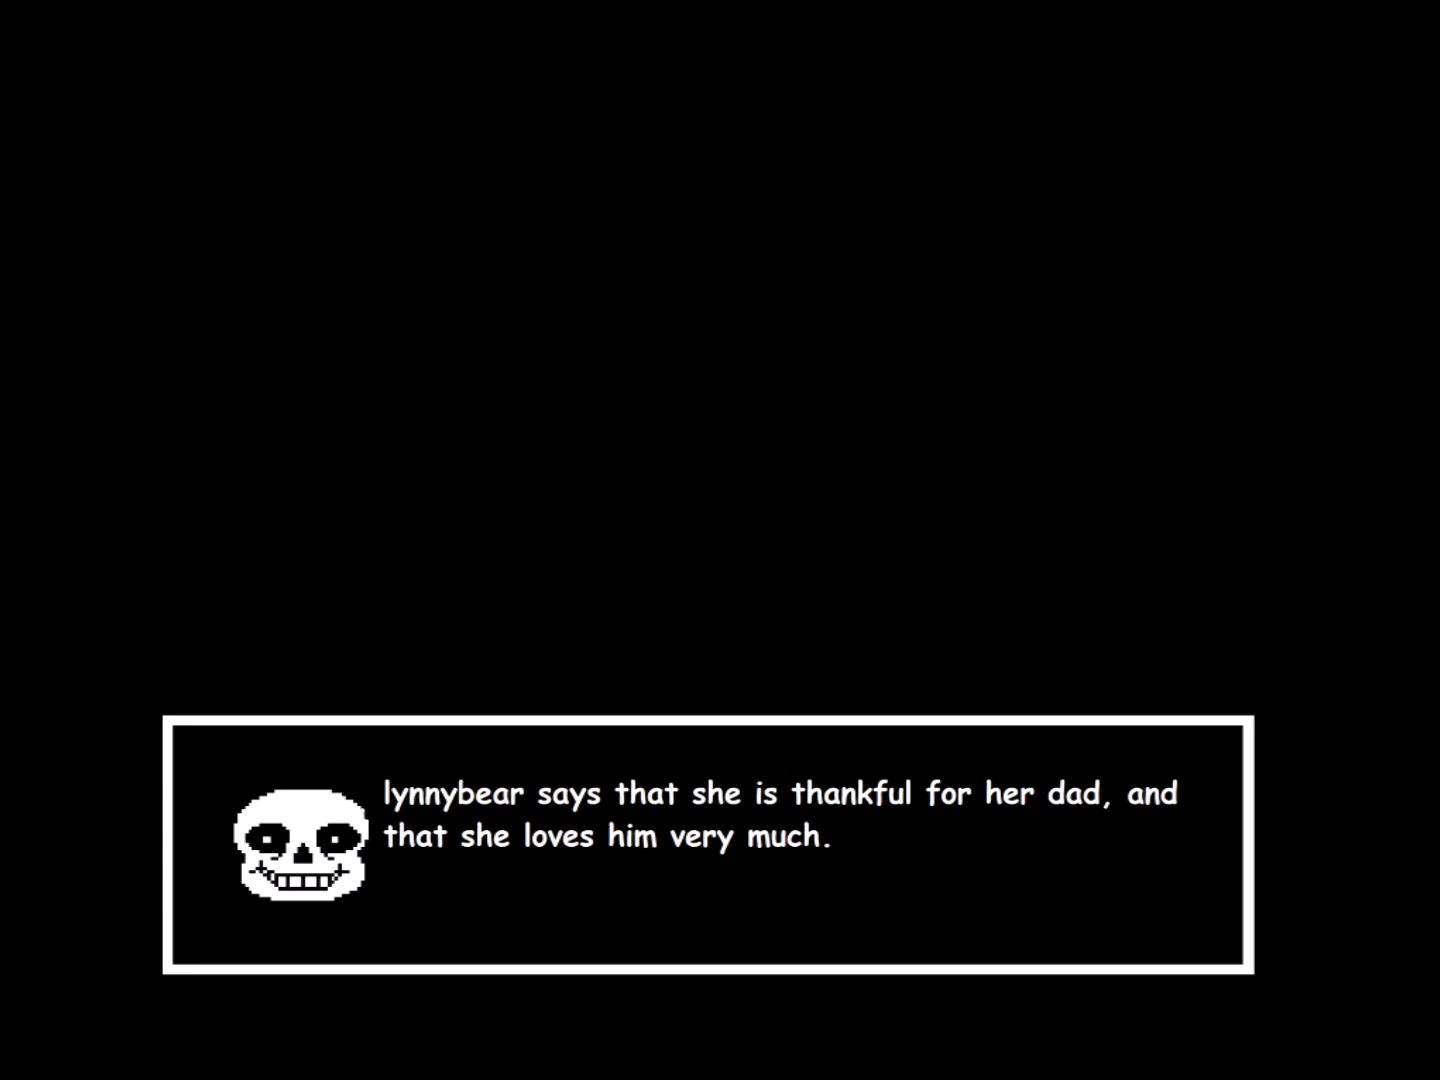 lynnybear says that she is thankful for her dad, and
that she loves him very much.